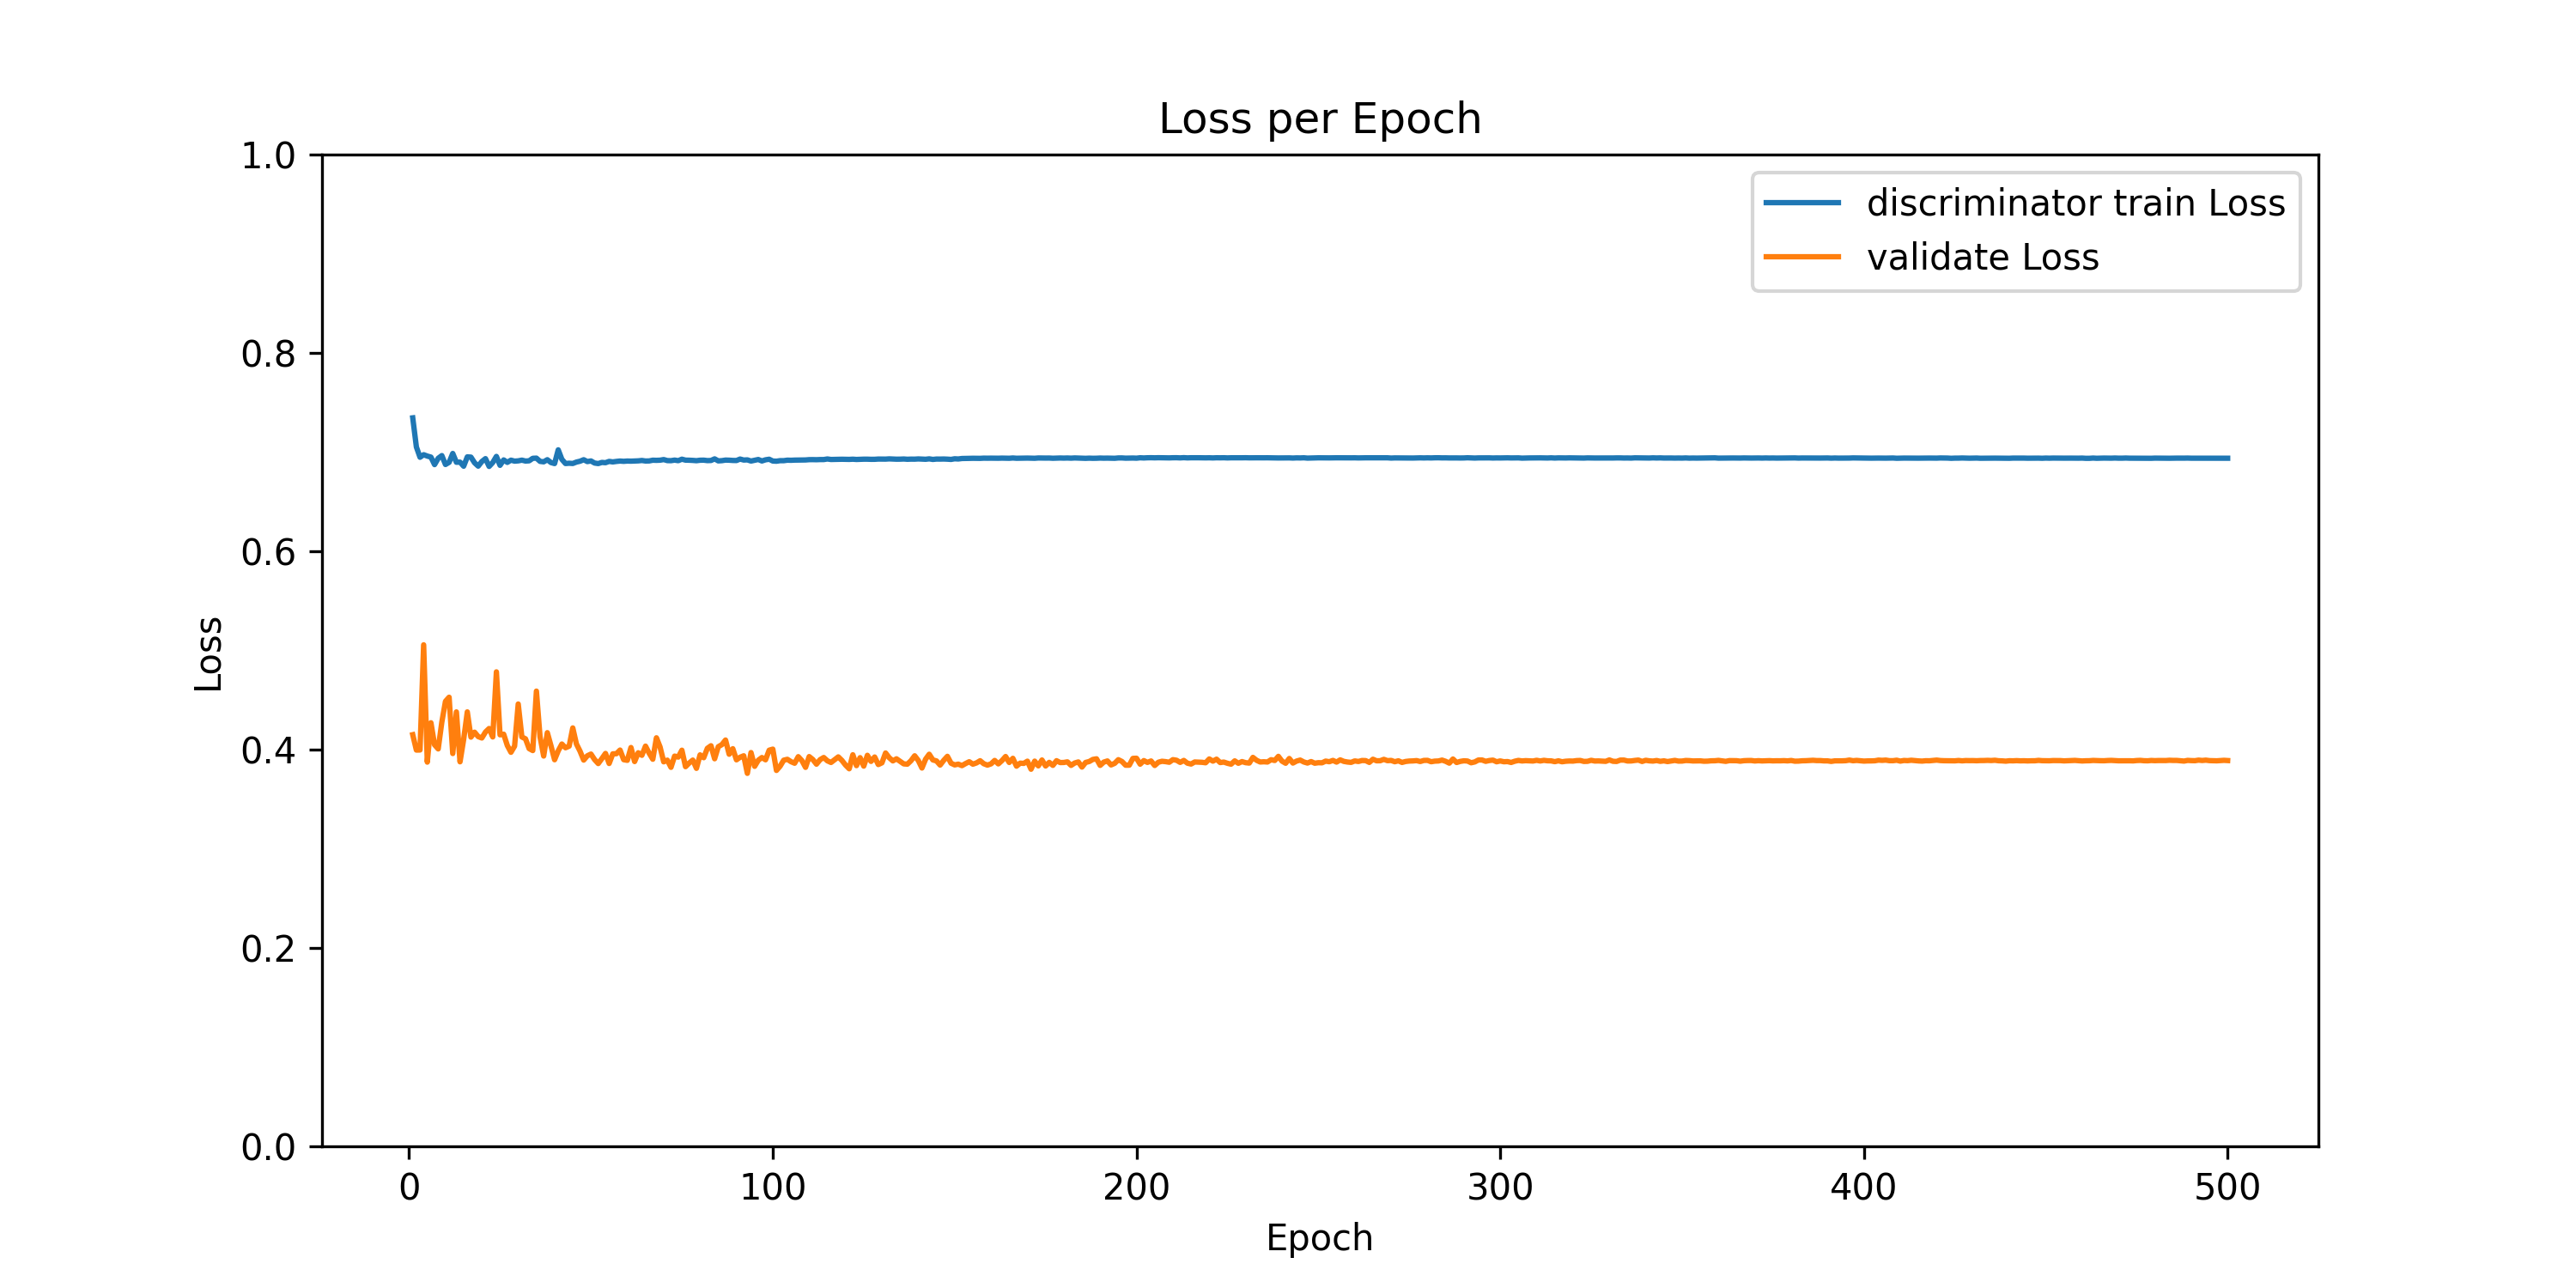 Loss per Epoch
1.0
0.8
0.6
0.4
0.2
0.0
Loss
discriminator train Loss
validate Loss
0 100 200 300 400 500
Epoch